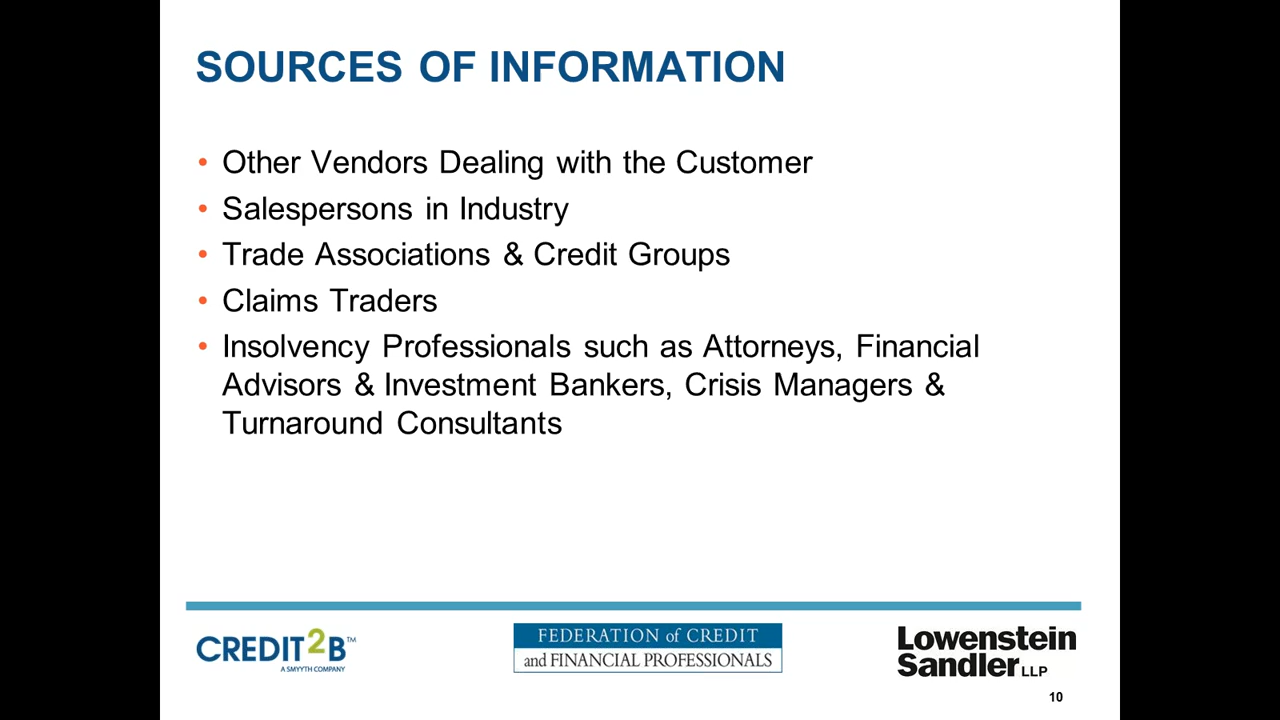 SOURCES OF INFORMATION
• Other Vendors Dealing with the Customer
• Salespersons in Industry
• Trade Associations & Credit Groups
• Claims Traders
• Insolvency Professionals such as Attorneys, Financial
Advisors & Investment Bankers, Crisis Managers &
Turnaround Consultants
CREDIT2B™
A SMYYTH COMPANY
FEDERATION of CREDIT
and FINANCIAL PROFESSIONALS
Lowenstein
Sandler LLP
10